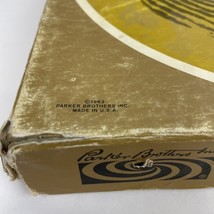 ©1963
PARKER BROTHERS INC.
MADE IN U.S.A.
Parker Brothers Inc